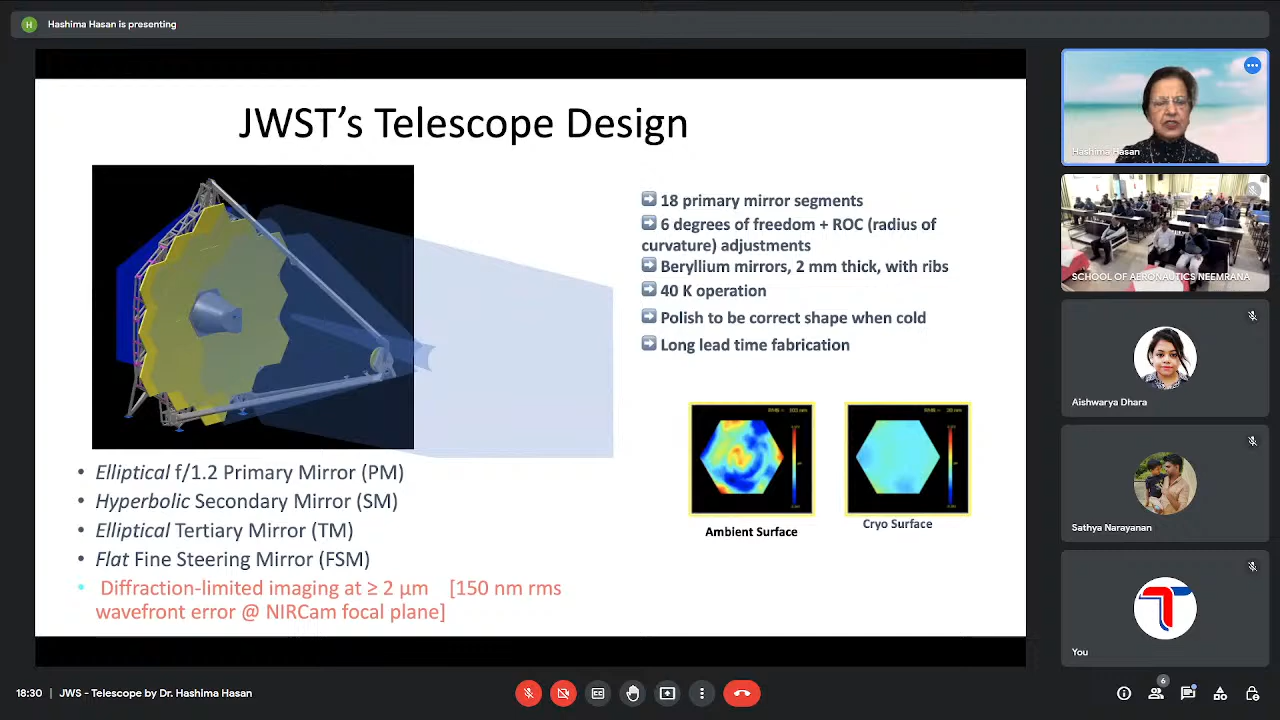 H
Hashima Hasan is presenting
JWST's Telescope Design
18 primary mirror segments
6 degrees of freedom + ROC (radius of
curvature) adjustments
Beryllium mirrors, 2 mm thick, with ribs
40 K operation
Polish to be correct shape when cold
Long lead time fabrication
Ambient Surface
Cryo Surface
• Elliptical f/1.2 Primary Mirror (PM)
• Hyperbolic Secondary Mirror (SM)
• Elliptical Tertiary Mirror (TM)
• Flat Fine Steering Mirror (FSM)
• Diffraction-limited imaging at ≥ 2 µm [150 nm rms
wavefront error @ NIRCam focal plane]
Hashima Hasan
SCHOOL OF AERONAUTICS NEEMRANA
Aishwarya Dhara
Sathya Narayanan
T
You
18:30 | JWS - Telescope by Dr. HashIma Hasan
6